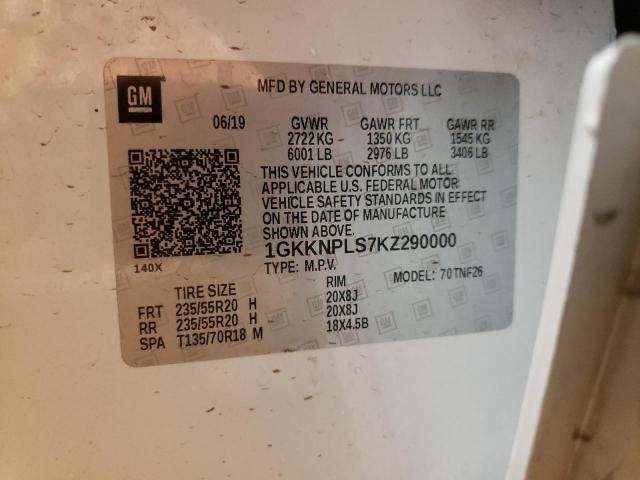 GM
MFD BY GENERAL MOTORS LLC
06/19 GVWR GAWR FRT GAWR RR
2722 KG 1350 KG 1545 KG
6001 LB 2976 LB 3406 LB
THIS VEHICLE CONFORMS TO ALL
APPLICABLE U.S. FEDERAL MOTOR
VEHICLE SAFETY STANDARDS IN EFFECT
ON THE DATE OF MANUFACTURE
SHOWN ABOVE.
1GKKNPLS7KZ290000
140X
TYPE: M.P.V. MODEL: 70TNF26
TIRE SIZE RIM
FRT 235/55R20 H 20X8J
RR 235/55R20 H 20X8J
SPA T135/70R18 M 18X4.5B